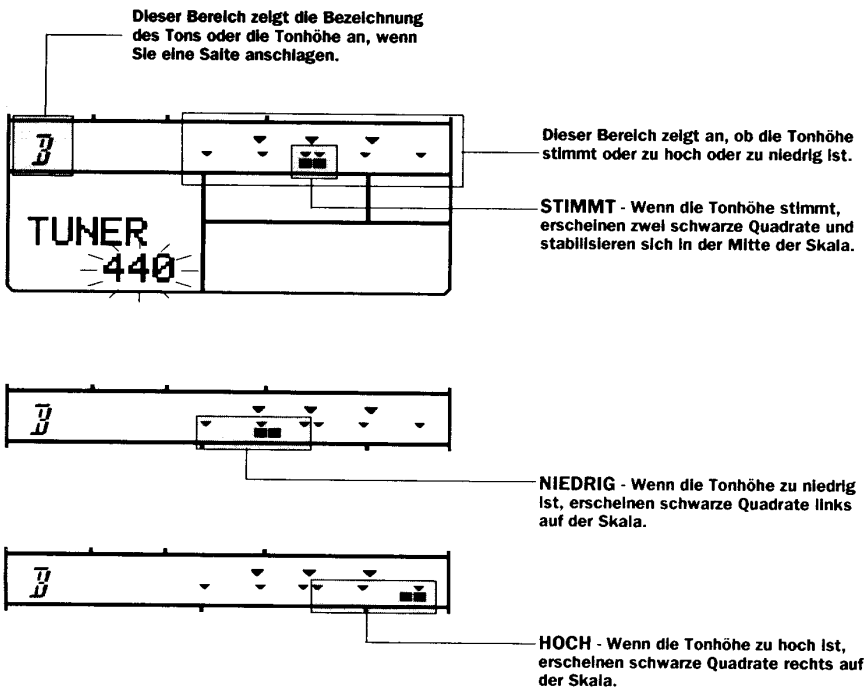 Dieser Bereich zeigt die Bezeichnung
des Tons oder die Tonhöhe an, wenn
Sie eine Saite anschlagen.
B
Dieser Bereich zeigt an, ob die Tonhöhe
stimmt oder zu hoch oder zu niedrig ist.
STIMMT - Wenn die Tonhöhe stimmt,
erscheinen zwei schwarze Quadrate und
stabilisieren sich in der Mitte der Skala.
TUNER
440
B
NIEDRIG - Wenn die Tonhöhe zu niedrig
ist, erscheinen schwarze Quadrate links
auf der Skala.
B
HOCH - Wenn die Tonhöhe zu hoch ist,
erscheinen schwarze Quadrate rechts auf
der Skala.